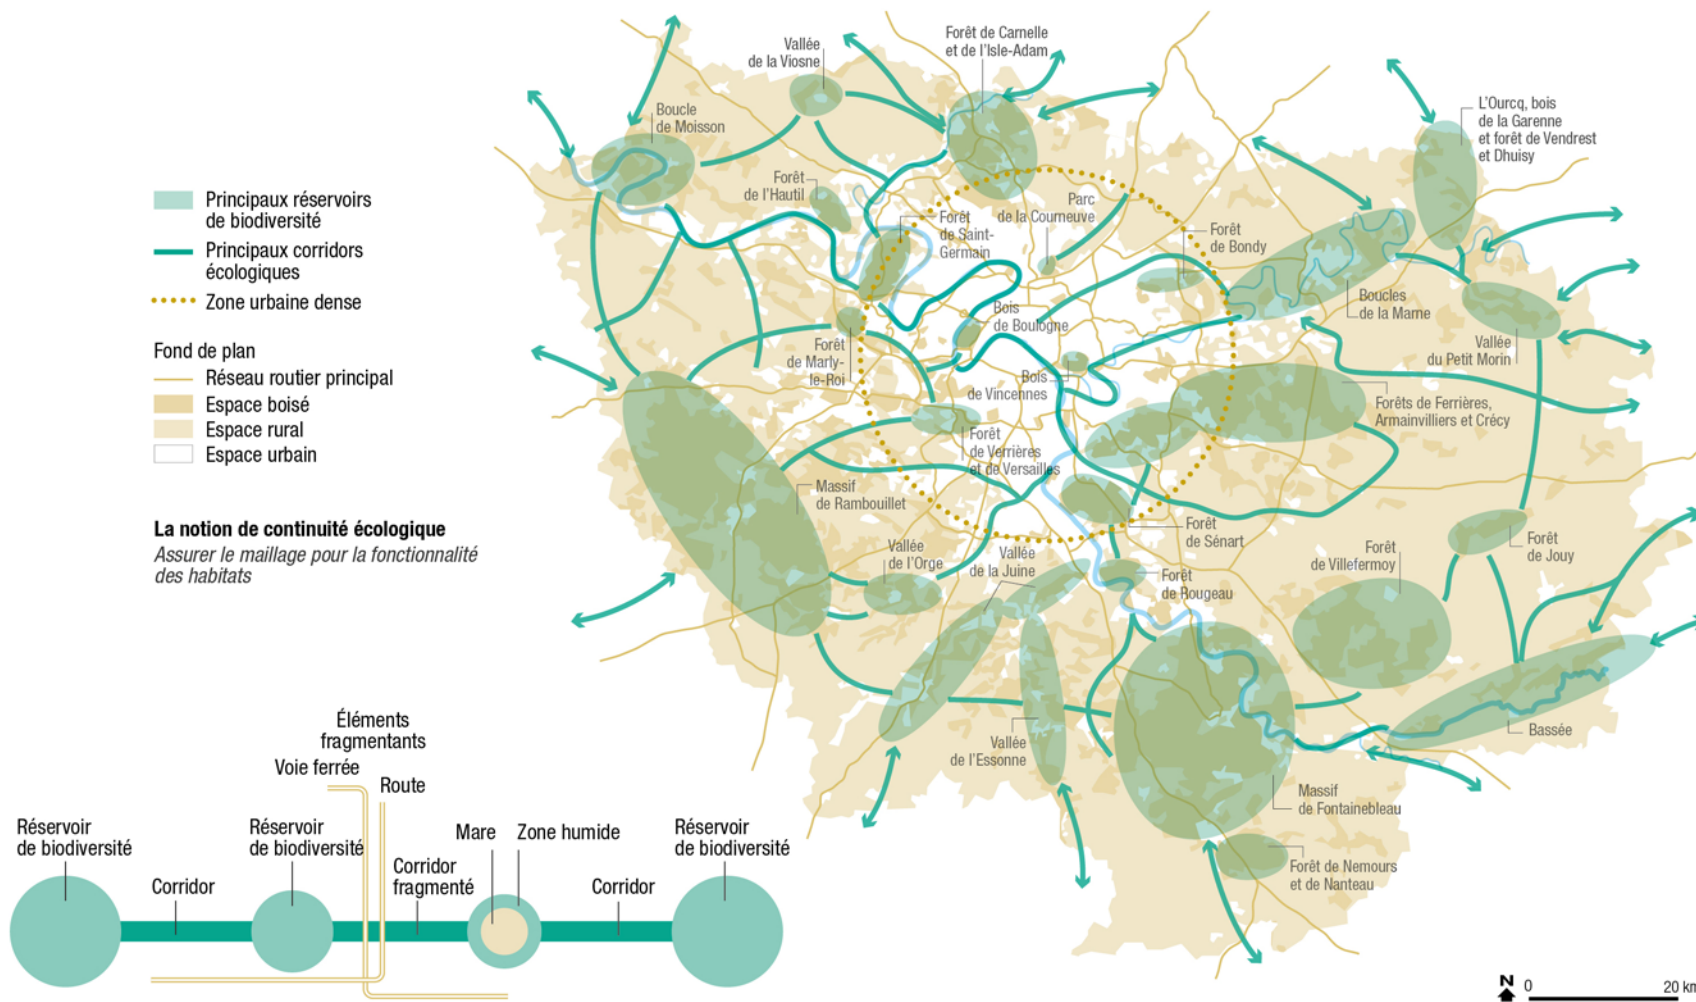 Principaux réservoirs
de biodiversité
Principaux corridors
écologiques
Zone urbaine dense
Fond de plan
Réseau routier principal
Espace boisé
Espace rural
Espace urbain
La notion de continuité écologique
Assurer le maillage pour la fonctionnalité
des habitats
Vallée
de la Viosne
Forêt de Carnelle
et de l'Isle-Adam
Boucle
de Moisson
L'Ourcq, bois
de la Garenne
et forêt de Vendrest
et Dhuisy
Forêt
de l'Hautil
Parc
de la Courneuve
Forêt
de Saint-
Germain
Forêt
de Bondy
Boucles
de la Marne
Bois
de Boulogne
Forêt
de Marly-
le-Roi
Vallée
du Petit Morin
Bois
de Vincennes
Forêts de Ferrières,
Armainvilliers et Crécy
Forêt
de Verrières
et de Versailles
Massif
de Rambouillet
Forêt
de Sénart
Forêt
de Jouy
Vallée
de l'Orge
Vallée
de la Juine
Forêt
de Villefermoy
Forêt
de Rougeau
Bassée
Vallée
de l'Essonne
Massif
de Fontainebleau
Forêt de Nemours
et de Nanteau
Éléments
fragmentants
Voie ferrée
Route
Réservoir
de biodiversité
Corridor
Réservoir
de biodiversité
Corridor
fragmenté
Mare
Zone humide
Corridor
Réservoir
de biodiversité
N
0
20 km